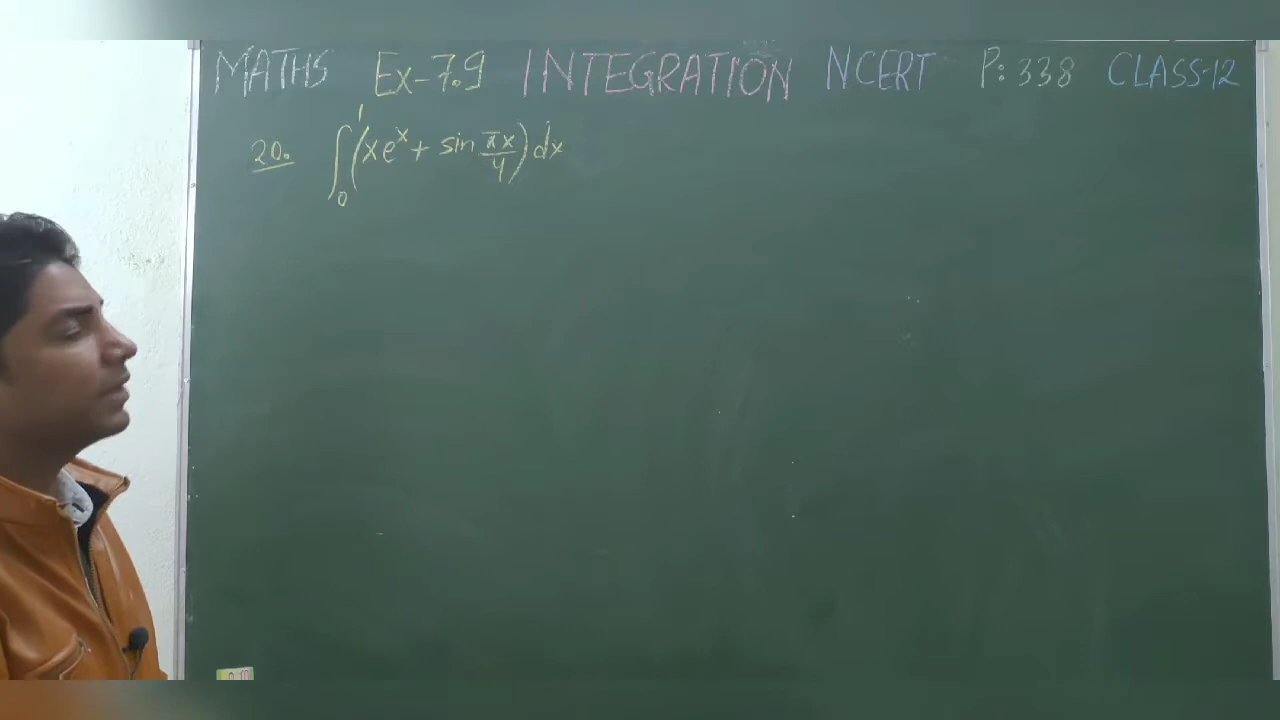 MATHS Ex-7.9 INTEGRATION NCERT P: 338 CLASS-12
20. ∫₀¹ (xeˣ + sin πx/4) dx